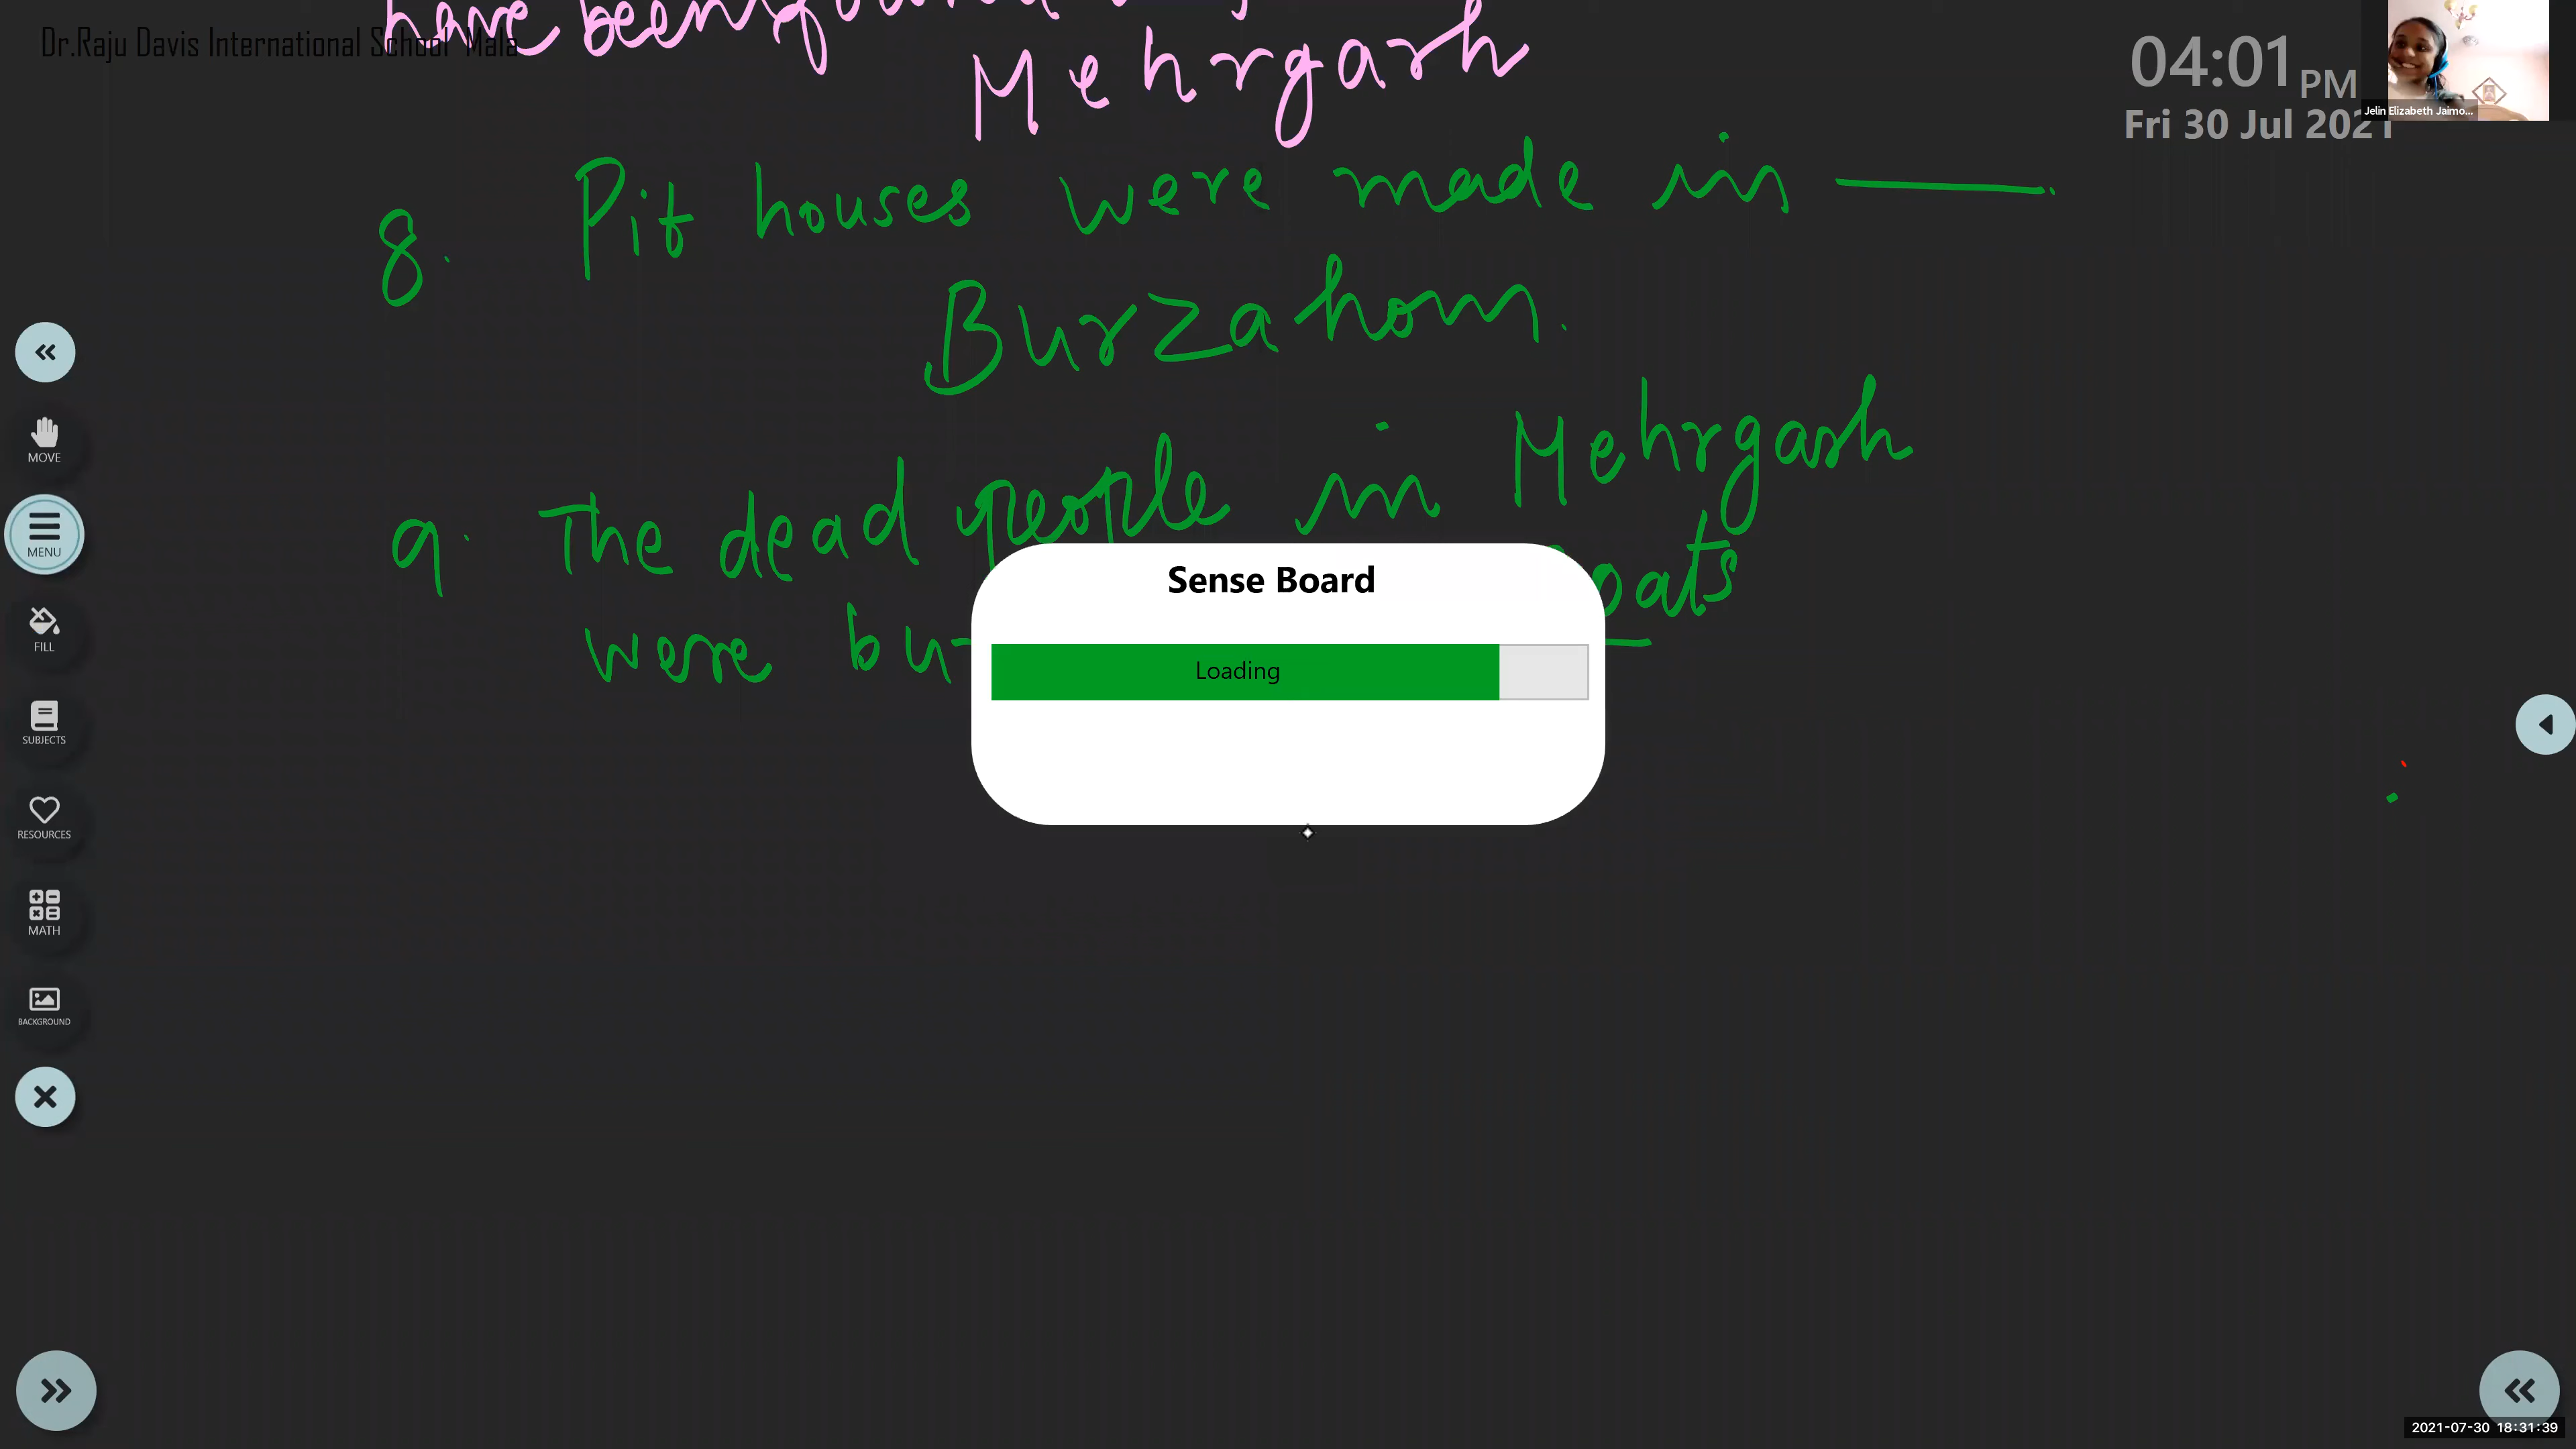 have been
Dr.Raju Davis International School Mala
Mehrgarh
04:01 PM
Fri 30 Jul 2021
Jelin Elizabeth Jaimo...
8. Pit houses were made in ———.
Burzahom.
9. The dead people in Mehrgarh
were bu
oats
Sense Board
Loading
MOVE
MENU
FILL
SUBJECTS
RESOURCES
MATH
BACKGROUND
2021-07-30 18:31:39